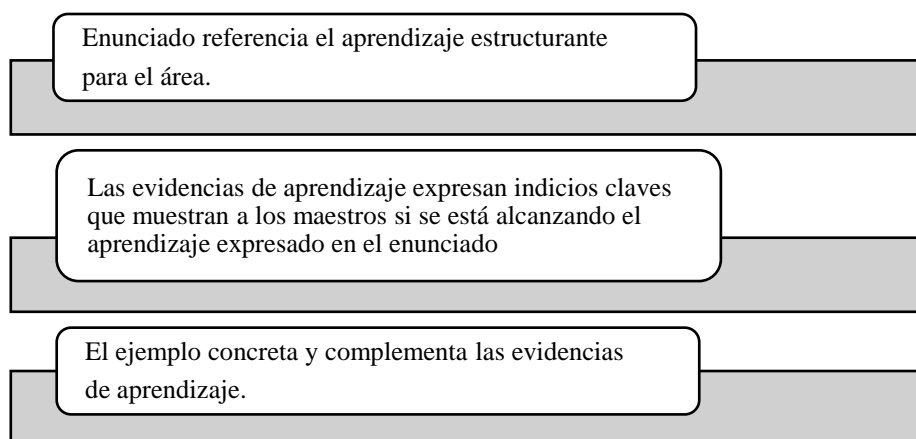 Enunciado referencia el aprendizaje estructurante
para el área.
Las evidencias de aprendizaje expresan indicios claves
que muestran a los maestros si se está alcanzando el
aprendizaje expresado en el enunciado
El ejemplo concreta y complementa las evidencias
de aprendizaje.